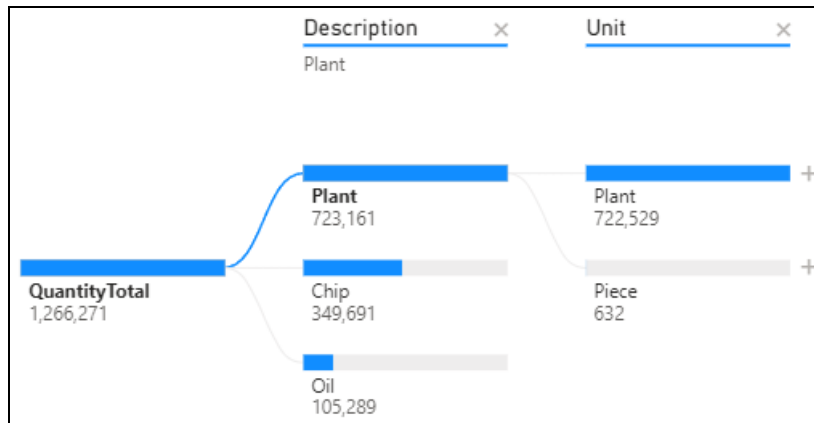 Description ×
Unit ×
Plant
Plant
723,161
Plant
722,529
+
QuantityTotal
1,266,271
Chip
349,691
Piece
632
+
Oil
105,289